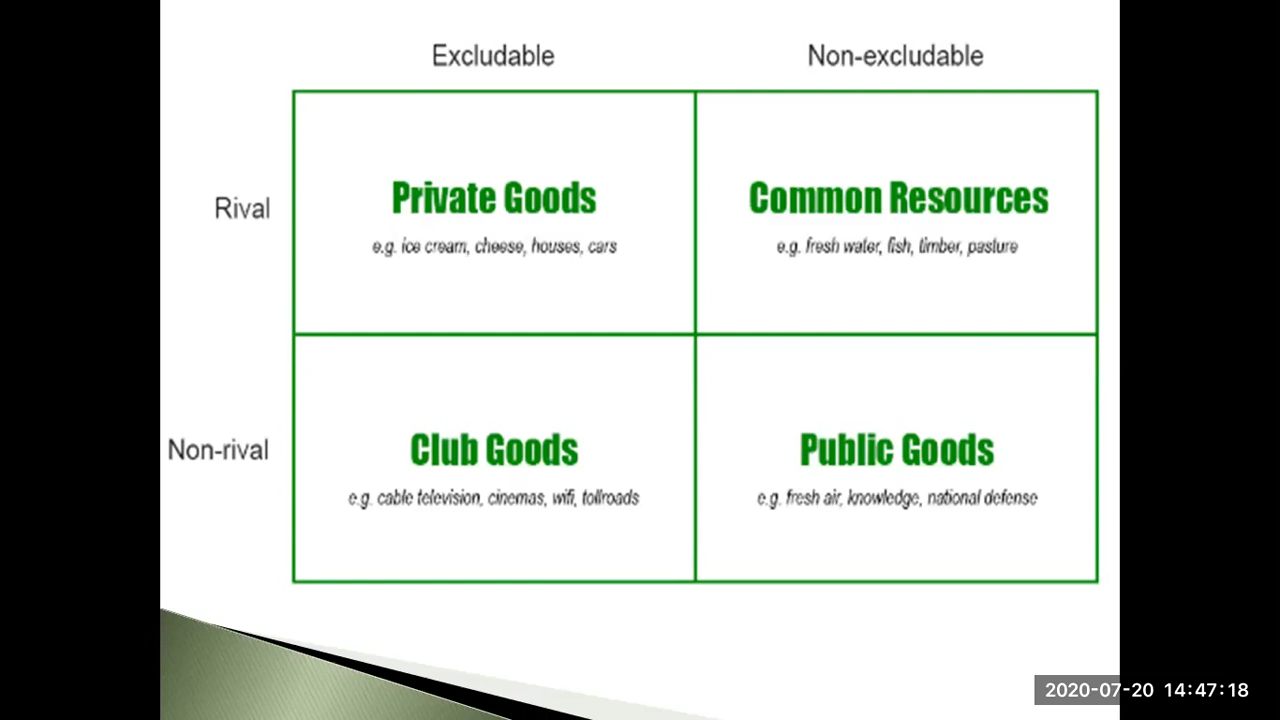 Excludable Non-excludable
Rival
Private Goods Common Resources
e.g. ice cream, cheese, houses, cars e.g. fresh water, fish, timber, pasture
Non-rival
Club Goods Public Goods
e.g. cable television, cinemas, wifi, tollroads e.g. fresh air, knowledge, national defense
2020-07-20 14:47:18